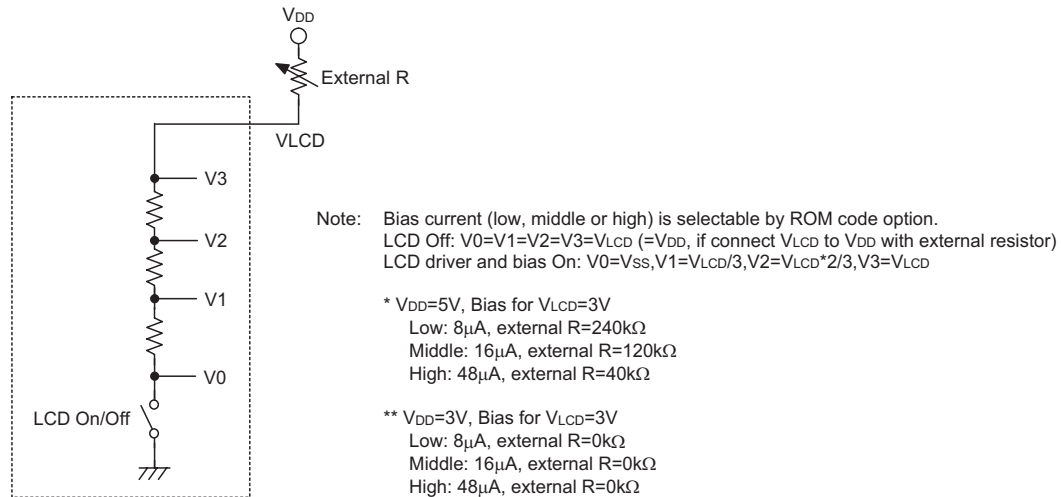 VDD
External R
VLCD
V3
V2
V1
V0
LCD On/Off
Note: Bias current (low, middle or high) is selectable by ROM code option.
LCD Off: V0=V1=V2=V3=VLCD (=VDD, if connect VLCD to VDD with external resistor)
LCD driver and bias On: V0=VSS,V1=VLCD/3,V2=VLCD*2/3,V3=VLCD
* VDD=5V, Bias for VLCD=3V
Low: 8μA, external R=240kΩ
Middle: 16μA, external R=120kΩ
High: 48μA, external R=40kΩ
** VDD=3V, Bias for VLCD=3V
Low: 8μA, external R=0kΩ
Middle: 16μA, external R=0kΩ
High: 48μA, external R=0kΩ